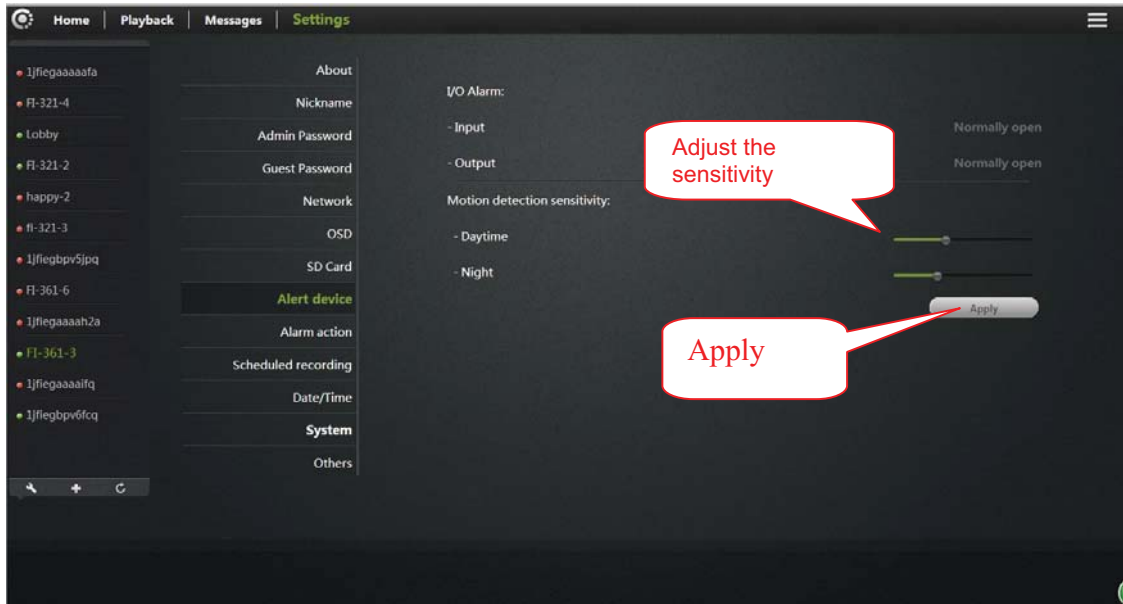 Home | Playback | Messages | Settings
1jfiegaaaaafa
FI-321-4
Lobby
FI-321-2
happy-2
fi-321-3
1jfiegbpv5jpq
FI-361-6
1jfiegaaaah2a
FI-361-3
1jfiegaaaaifq
1jfiegbpv6fcq
About
Nickname
Admin Password
Guest Password
Network
OSD
SD Card
Alert device
Alarm action
Scheduled recording
Date/Time
System
Others
I/O Alarm:
- Input Normally open
- Output Normally open
Motion detection sensitivity:
- Daytime
- Night
Apply
Adjust the
sensitivity
Apply